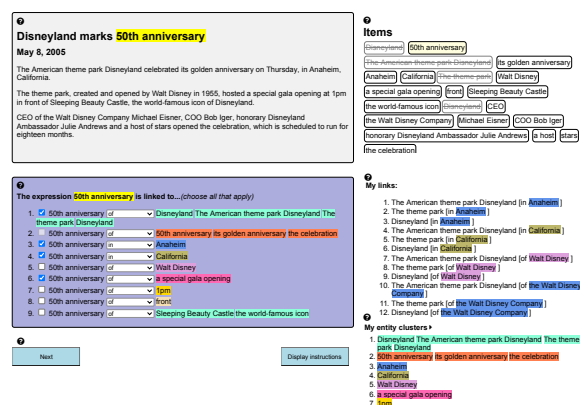 Disneyland marks 50th anniversary
May 8, 2005
The American theme park Disneyland celebrated its golden anniversary on Thursday, in Anaheim,
California.
The theme park, created and opened by Walt Disney in 1955, hosted a special gala opening at 1pm
in front of Sleeping Beauty Castle, the world-famous icon of Disneyland.
CEO of the Walt Disney Company Michael Eisner, COO Bob Iger, honorary Disneyland
Ambassador Julie Andrews and a host of stars opened the celebration, which is scheduled to run for
eighteen months.
Items
Disneyland 50th anniversary
The American theme park Disneyland its golden anniversary
Anaheim California The theme park Walt Disney
a special gala opening front Sleeping Beauty Castle
the world-famous icon Disneyland CEO
the Walt Disney Company Michael Eisner COO Bob Iger
honorary Disneyland Ambassador Julie Andrews a host stars
the celebration
The expression 50th anniversary is linked to...(choose all that apply)
1. 50th anniversary of Disneyland The American theme park Disneyland The
theme park Disneyland
2. 50th anniversary of 50th anniversary its golden anniversary the celebration
3. 50th anniversary in Anaheim
4. 50th anniversary in California
5. 50th anniversary of Walt Disney
6. 50th anniversary of a special gala opening
7. 50th anniversary of 1pm
8. 50th anniversary of front
9. 50th anniversary of Sleeping Beauty Castle the world-famous icon
Next
Display instructions
My links:
1. The American theme park Disneyland [in Anaheim ]
2. The theme park [in Anaheim ]
3. Disneyland [in Anaheim ]
4. The American theme park Disneyland [in California ]
5. The theme park [in California ]
6. Disneyland [in California ]
7. The American theme park Disneyland [of Walt Disney ]
8. The theme park [of Walt Disney ]
9. Disneyland [of Walt Disney ]
10. The American theme park Disneyland [of the Walt Disney
Company ]
11. The theme park [of the Walt Disney Company ]
12. Disneyland [of the Walt Disney Company ]
My entity clusters
1. Disneyland The American theme park Disneyland The theme
park Disneyland
2. 50th anniversary its golden anniversary the celebration
3. Anaheim
4. California
5. Walt Disney
6. a special gala opening
7. 1pm